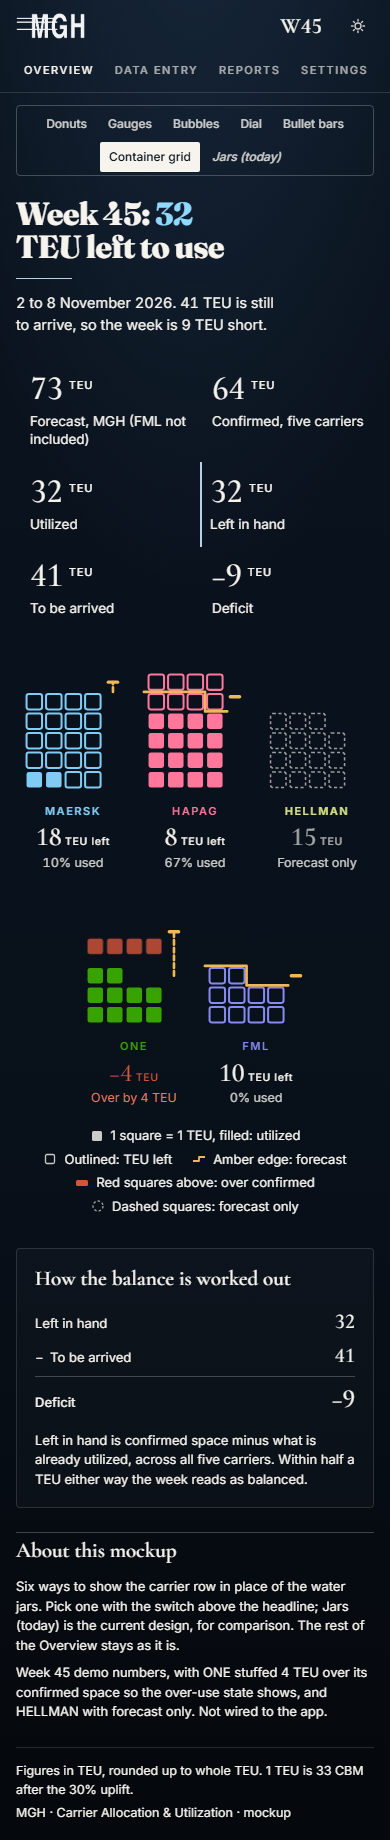 MGH
W45
OVERVIEW DATA ENTRY REPORTS SETTINGS
Donuts Gauges Bubbles Dial Bullet bars
Container grid Jars (today)
Week 45: 32
TEU left to use
2 to 8 November 2026. 41 TEU is still
to arrive, so the week is 9 TEU short.
73 TEU
Forecast, MGH (FML not
included)
64 TEU
Confirmed, five carriers
32 TEU
Utilized
32 TEU
Left in hand
41 TEU
To be arrived
−9 TEU
Deficit
MAERSK
18 TEU left
10% used
HAPAG
8 TEU left
67% used
HELLMAN
15 TEU
Forecast only
ONE
−4 TEU
Over by 4 TEU
FML
10 TEU left
0% used
1 square = 1 TEU, filled: utilized
Outlined: TEU left Amber edge: forecast
Red squares above: over confirmed
Dashed squares: forecast only
How the balance is worked out
Left in hand 32
− To be arrived 41
Deficit −9
Left in hand is confirmed space minus what is
already utilized, across all five carriers. Within half a
TEU either way the week reads as balanced.
About this mockup
Six ways to show the carrier row in place of the water
jars. Pick one with the switch above the headline; Jars
(today) is the current design, for comparison. The rest of
the Overview stays as it is.
Week 45 demo numbers, with ONE stuffed 4 TEU over its
confirmed space so the over-use state shows, and
HELLMAN with forecast only. Not wired to the app.
Figures in TEU, rounded up to whole TEU. 1 TEU is 33 CBM
after the 30% uplift.
MGH · Carrier Allocation & Utilization · mockup